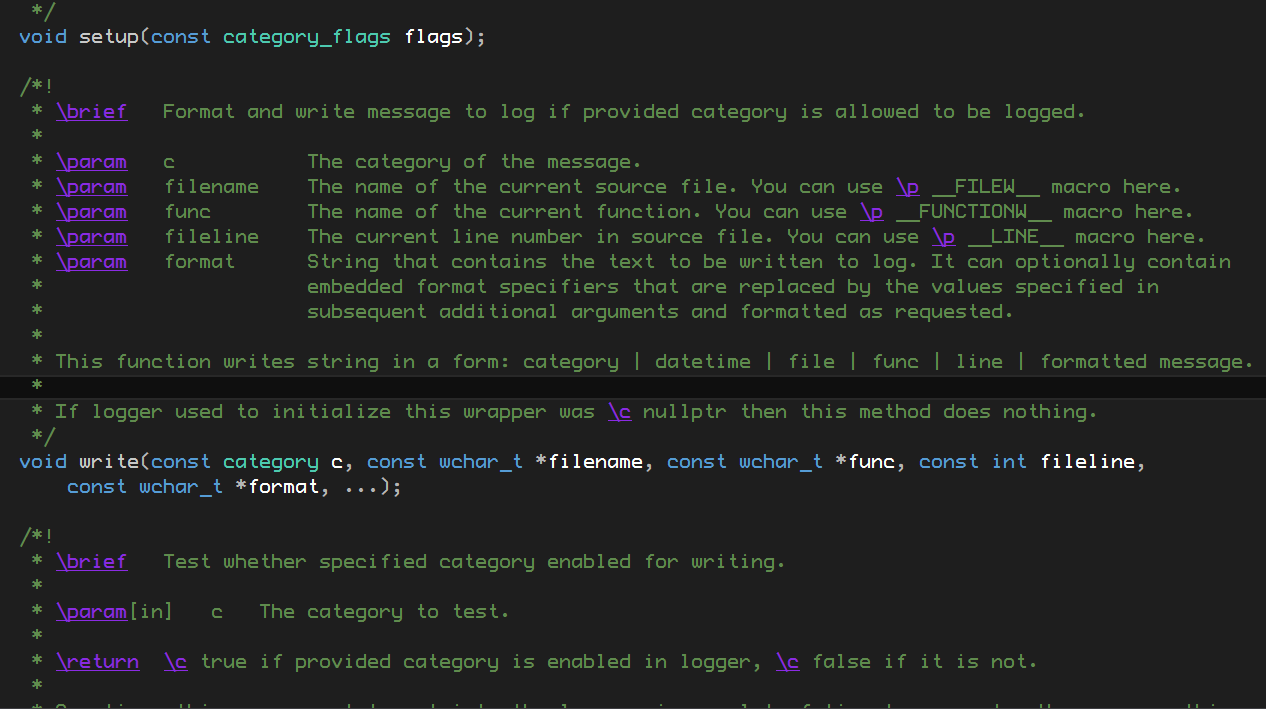 */
void setup(const category_flags flags);
/*!
* \brief Format and write message to log if provided category is allowed to be logged.
*
* \param c The category of the message.
* \param filename The name of the current source file. You can use \p __FILEW__ macro here.
* \param func The name of the current function. You can use \p __FUNCTIONW__ macro here.
* \param fileline The current line number in source file. You can use \p __LINE__ macro here.
* \param format String that contains the text to be written to log. It can optionally contain
* embedded format specifiers that are replaced by the values specified in
* subsequent additional arguments and formatted as requested.
*
* This function writes string in a form: category | datetime | file | func | line | formatted message.
*
* If logger used to initialize this wrapper was \c nullptr then this method does nothing.
*/
void write(const category c, const wchar_t *filename, const wchar_t *func, const int fileline,
const wchar_t *format, ...);
/*!
* \brief Test whether specified category enabled for writing.
*
* \param[in] c The category to test.
*
* \return \c true if provided category is enabled in logger, \c false if it is not.
*